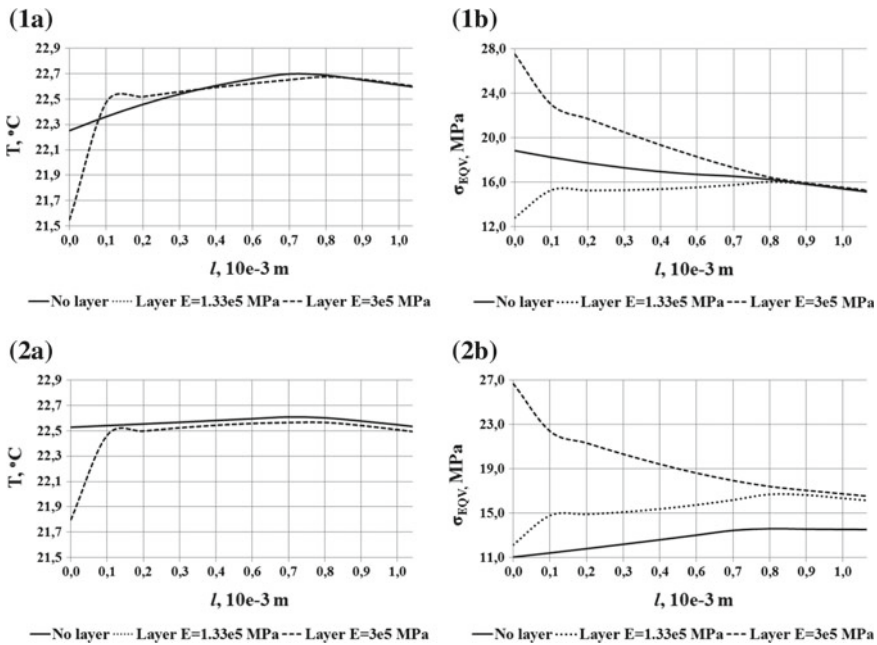 (1a)
22,9
22,7
22,5
22,3
22,1
21,9
21,7
21,5
T, °C
0,0 0,1 0,2 0,3 0,4 0,6 0,7 0,8 0,9 1,0
l, 10e-3 m
No layer Layer E=1.33e5 MPa Layer E=3e5 MPa
(1b)
28,0
24,0
20,0
16,0
12,0
σEQV, MPa
0,0 0,1 0,2 0,3 0,4 0,6 0,7 0,8 0,9 1,0
l, 10e-3 m
No layer Layer E=1.33e5 MPa Layer E=3e5 MPa
(2a)
22,9
22,7
22,5
22,3
22,1
21,9
21,7
21,5
T, °C
0,0 0,1 0,2 0,3 0,4 0,6 0,7 0,8 0,9 1,0
l, 10e-3 m
No layer Layer E=1.33e5 MPa Layer E=3e5 MPa
(2b)
27,0
23,0
19,0
15,0
11,0
σEQV, MPa
0,0 0,1 0,2 0,3 0,4 0,6 0,7 0,8 0,9 1,0
l, 10e-3 m
No layer Layer E=1.33e5 MPa Layer E=3e5 MPa